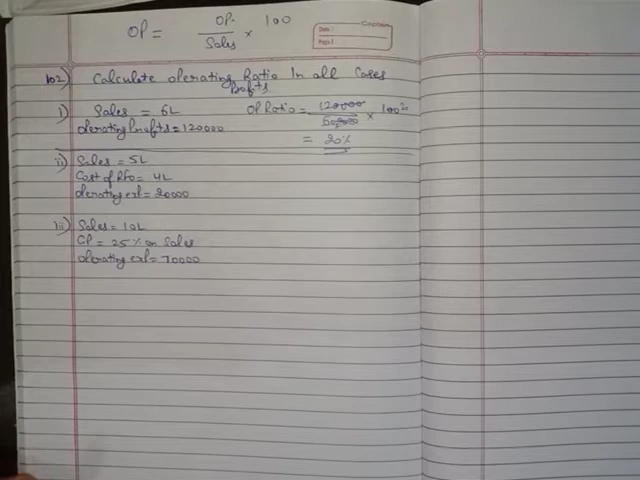 OP = OP. / Sales × 100
Date :
Page :
102) Calculate Operating Ratio In all Cases
Profits
i) Sales = 6L OP Ratio = 120000 / 60000 × 100 20
Operating Profits = 120000
= 20%
ii) Sales = 5L
Cost of RFO = 4L
Operating exp = 20000
iii) Sales = 10L
GP = 25% on Sales
Operating exp = 70000